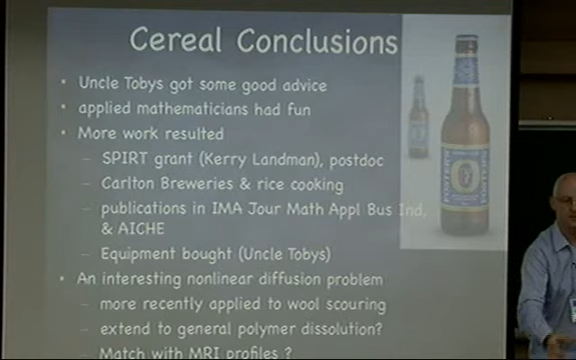 Cereal Conclusions
Uncle Tobys got some good advice
applied mathematicians had fun
More work resulted
– SPIRT grant (Kerry Landman), postdoc
– Carlton Breweries & rice cooking
– publications in IMA Jour Math Appl Bus Ind,
& AICHE
– Equipment bought (Uncle Tobys)
An interesting nonlinear diffusion problem
– more recently applied to wool scouring
– extend to general polymer dissolution?
– Match with MRI profiles ?
FOSTER'S